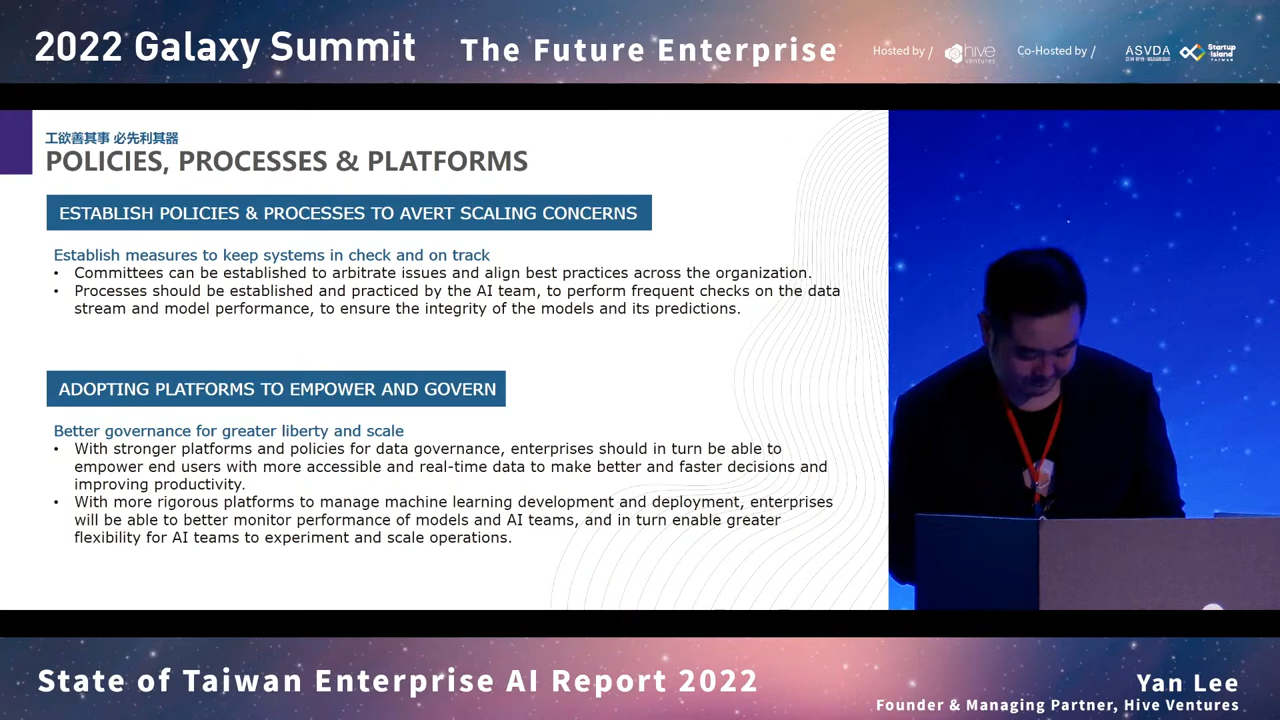 2022 Galaxy Summit
The Future Enterprise
Hosted by /
hive
ventures
Co-Hosted by /
ASVDA
Startup
Island
TAIWAN
工欲善其事 必先利其器
POLICIES, PROCESSES & PLATFORMS
ESTABLISH POLICIES & PROCESSES TO AVERT SCALING CONCERNS
Establish measures to keep systems in check and on track
• Committees can be established to arbitrate issues and align best practices across the organization.
• Processes should be established and practiced by the AI team, to perform frequent checks on the data
stream and model performance, to ensure the integrity of the models and its predictions.
ADOPTING PLATFORMS TO EMPOWER AND GOVERN
Better governance for greater liberty and scale
• With stronger platforms and policies for data governance, enterprises should in turn be able to
empower end users with more accessible and real-time data to make better and faster decisions and
improving productivity.
• With more rigorous platforms to manage machine learning development and deployment, enterprises
will be able to better monitor performance of models and AI teams, and in turn enable greater
flexibility for AI teams to experiment and scale operations.
State of Taiwan Enterprise AI Report 2022
Yan Lee
Founder & Managing Partner, Hive Ventures